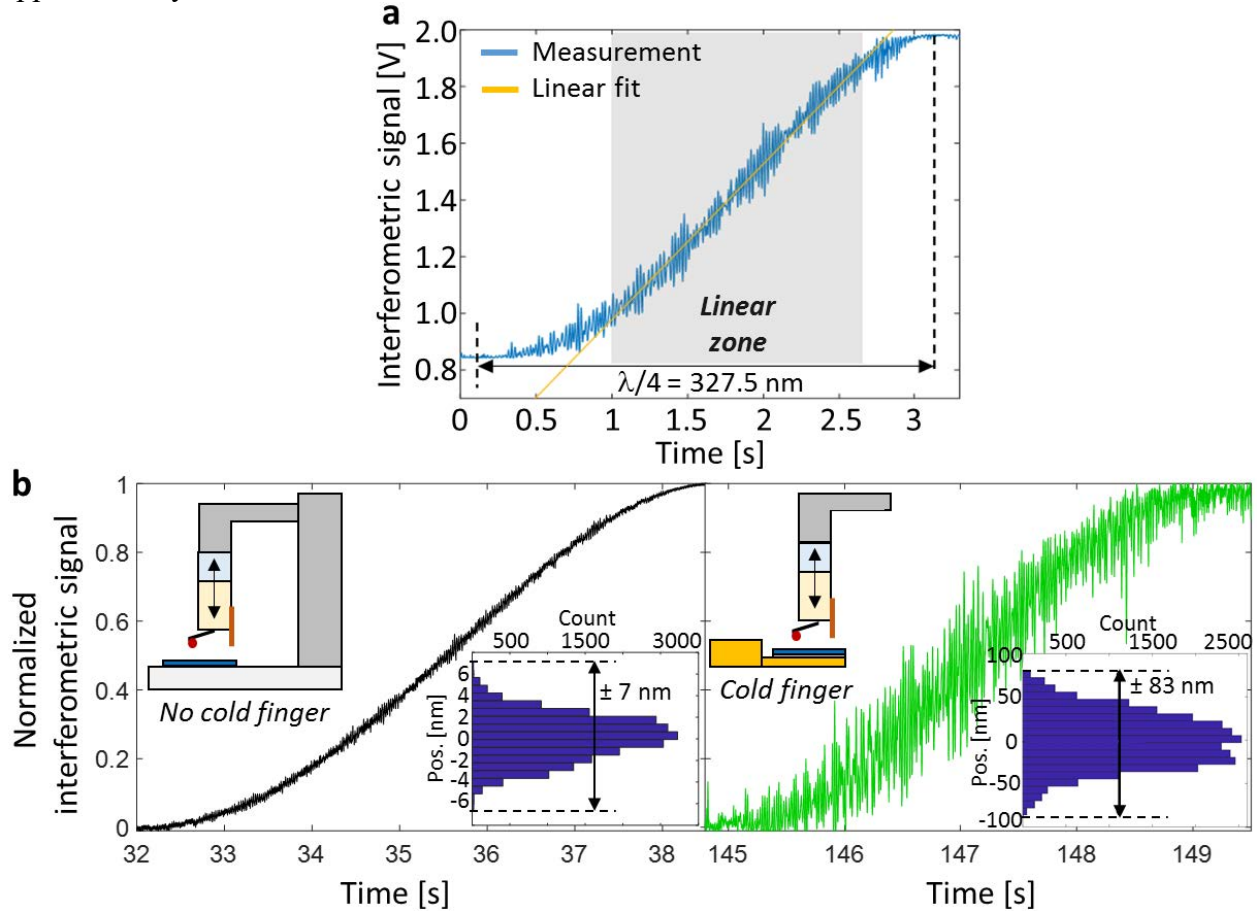 a
Interferometric signal [V]
2.0
1.8
1.6
1.4
1.2
1.0
0.8
Measurement
Linear fit
Linear
zone
λ/4 = 327.5 nm
0 0.5 1 1.5 2 2.5 3
Time [s]
b
Normalized
interferometric signal
1
0.8
0.6
0.4
0.2
0
No cold finger
Count
500 1500 3000
Pos. [nm]
6
4
2
0
-2
-4
-6
± 7 nm
32 33 34 35 36 37 38
Time [s]
Cold finger
Count
500 1500 2500
Pos. [nm]
100
50
0
-50
-100
± 83 nm
145 146 147 148 149
Time [s]